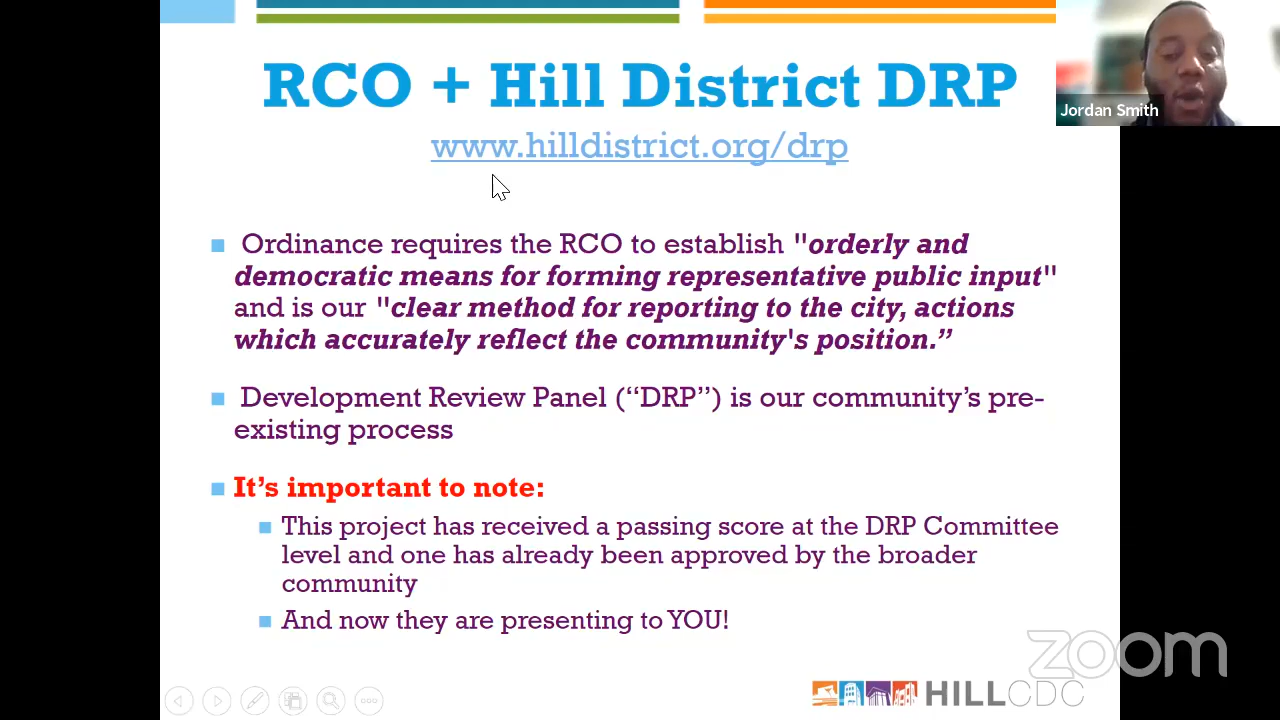 RCO + Hill District DRP
Jordan Smith
www.hilldistrict.org/drp
Ordinance requires the RCO to establish "orderly and
democratic means for forming representative public input"
and is our "clear method for reporting to the city, actions
which accurately reflect the community's position.”
Development Review Panel (“DRP”) is our community’s pre-
existing process
It’s important to note:
This project has received a passing score at the DRP Committee
level and one has already been approved by the broader
community
And now they are presenting to YOU!
zoom
HILLCDC